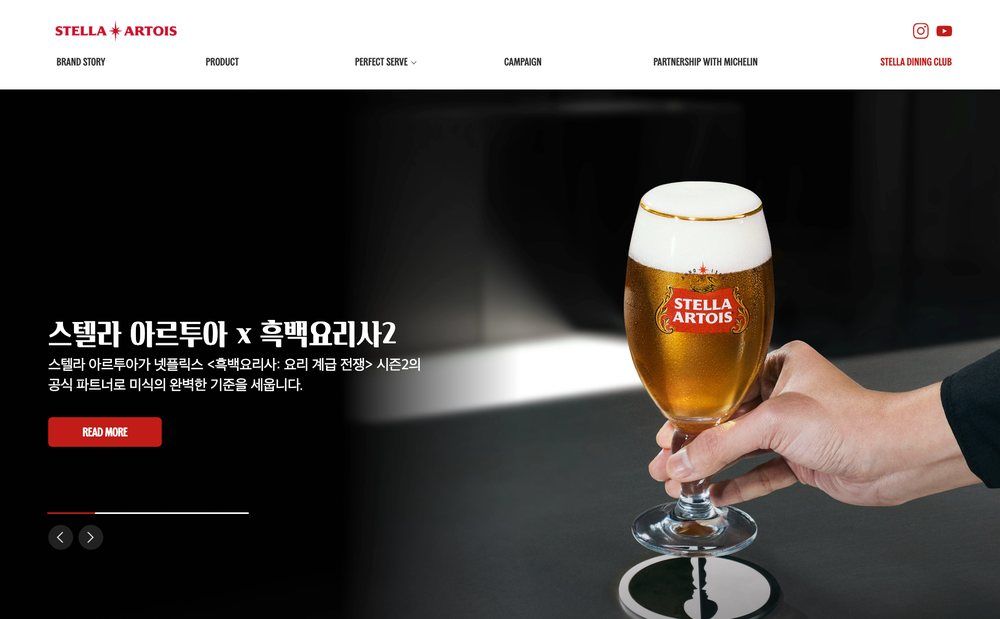 STELLA ARTOIS
BRAND STORY
PRODUCT
PERFECT SERVE
CAMPAIGN
PARTNERSHIP WITH MICHELIN
STELLA DINING CLUB
STELLA
ARTOIS
스텔라 아르투아 x 흑백요리사2
스텔라 아르투아가 넷플릭스 <흑백요리사: 요리 계급 전쟁> 시즌2의
공식 파트너로 미식의 완벽한 기준을 세웁니다.
READ MORE